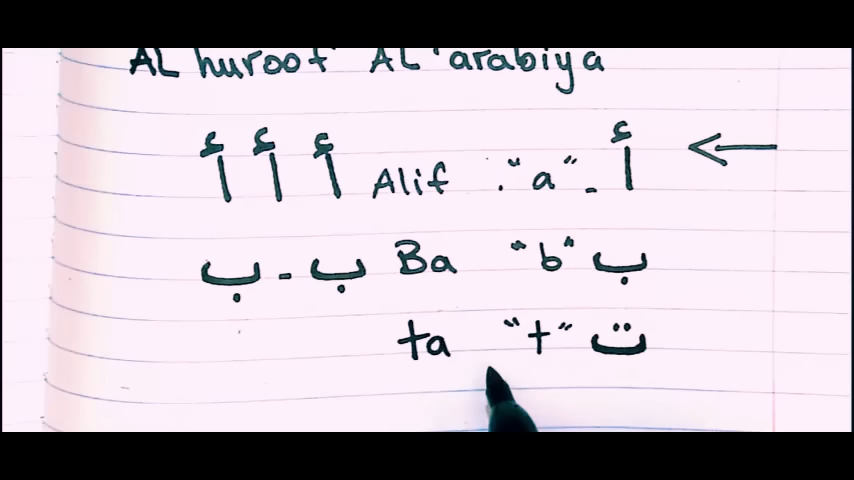 AL huroof AL 'arabiya
أ - "a" Alif أ أ أ
ب "b" Ba ب - ب
ت "t" ta